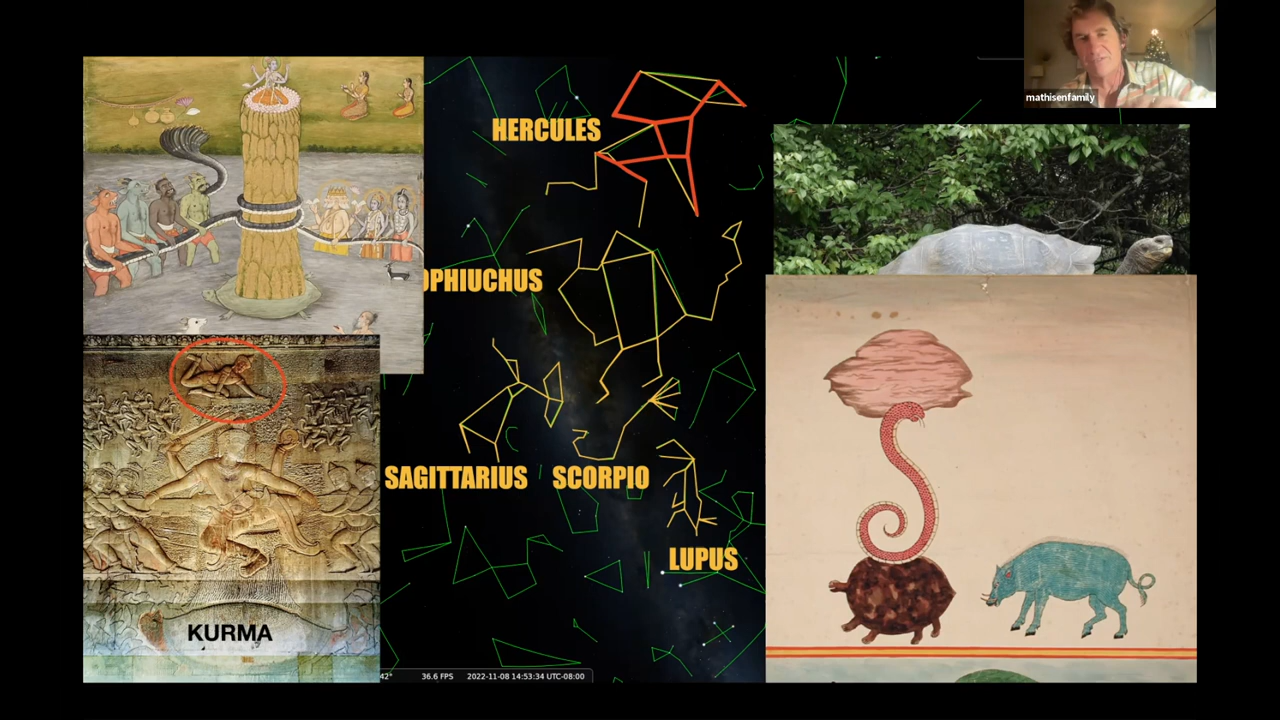 mathisenfamily
HERCULES
OPHIUCHUS
SAGITTARIUS
SCORPIO
LUPUS
KURMA
42° 36.6 FPS 2022-11-08 14:53:34 UTC-08:00